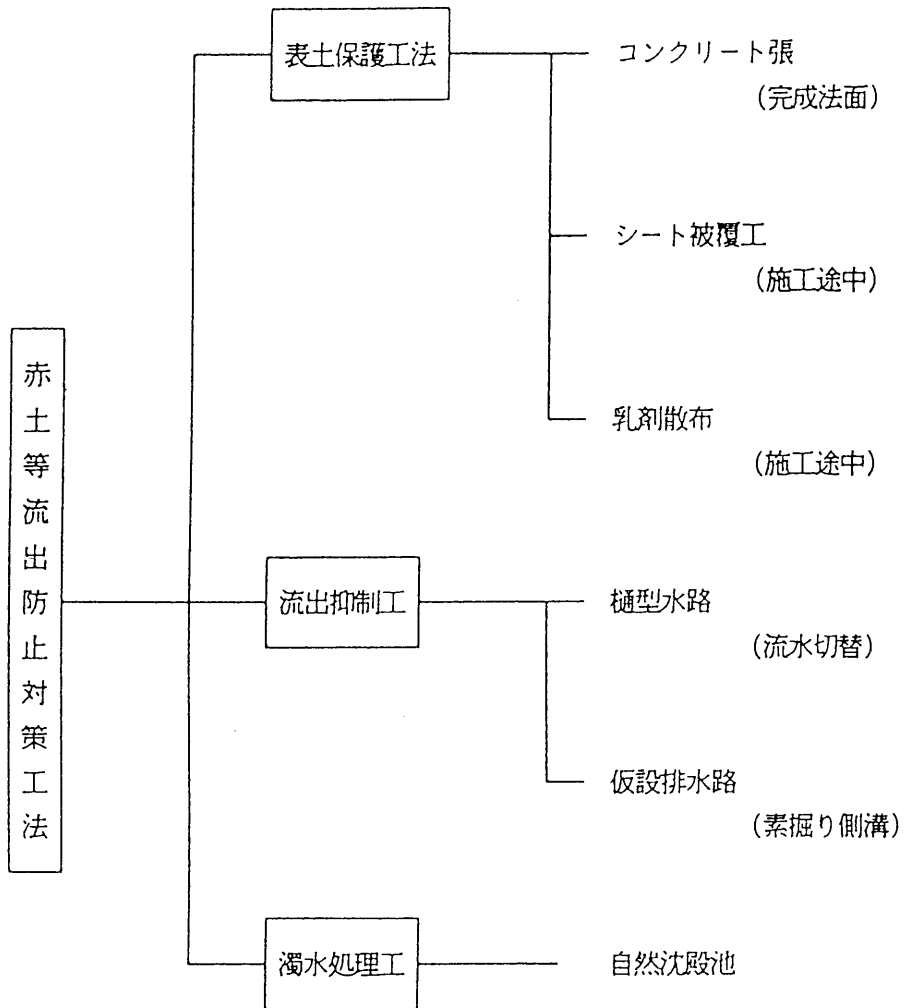 赤土等流出防止対策工法
表土保護工法
コンクリート張
(完成法面)
シート被覆工
(施工途中)
乳剤散布
(施工途中)
流出抑制工
樋型水路
(流水切替)
仮設排水路
(素掘り側溝)
濁水処理工
自然沈殿池